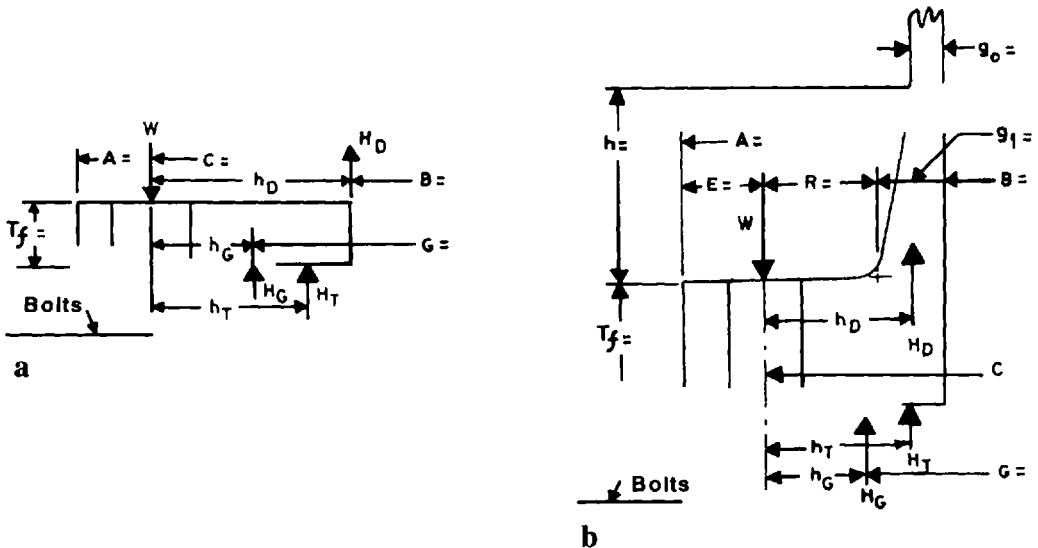 W
A=
C=
H_D
h_D
B=
T_f=
h_G
G=
H_G
H_T
h_T
Bolts
a
g_o=
h=
A=
g_1=
E=
R=
B=
W
T_f=
h_D
H_D
C
h_T
H_T
h_G
G=
H_G
Bolts
b